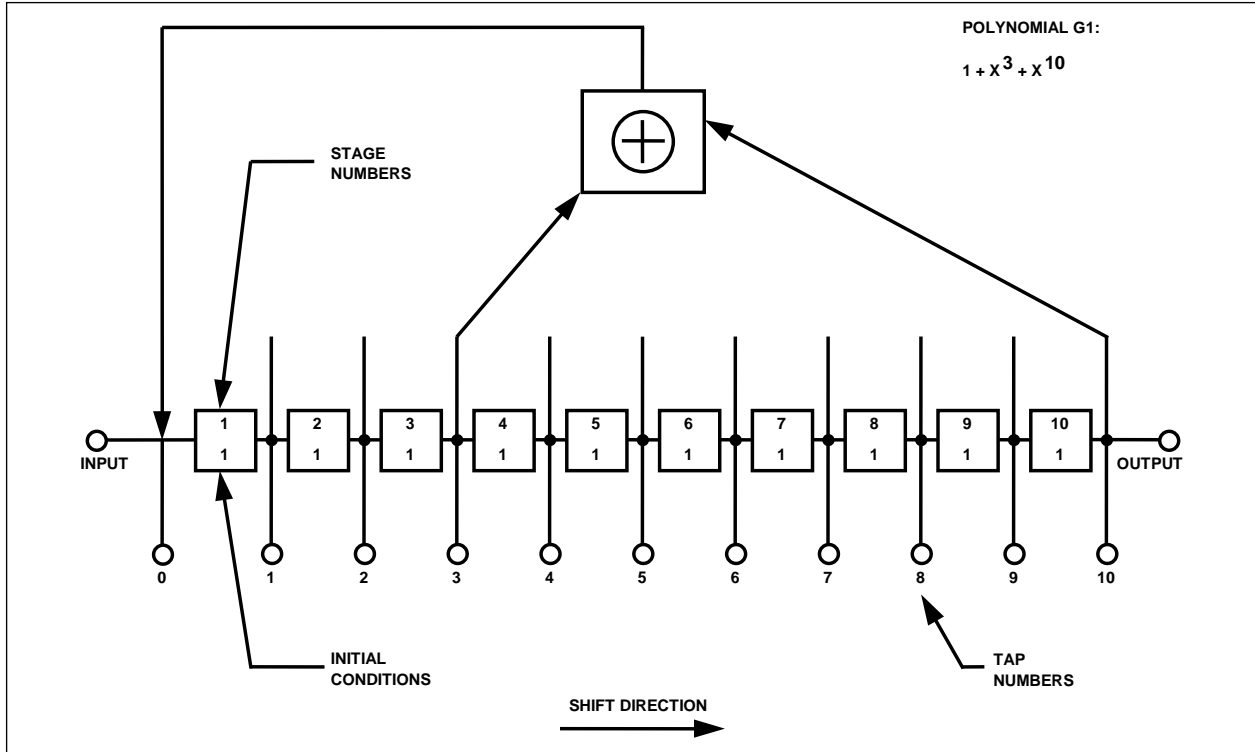 POLYNOMIAL G1:
1 + X^3 + X^10
STAGE
NUMBERS
1 2 3 4 5 6 7 8 9 10
1 1 1 1 1 1 1 1 1 1
INPUT
OUTPUT
0 1 2 3 4 5 6 7 8 9 10
INITIAL
CONDITIONS
TAP
NUMBERS
SHIFT DIRECTION